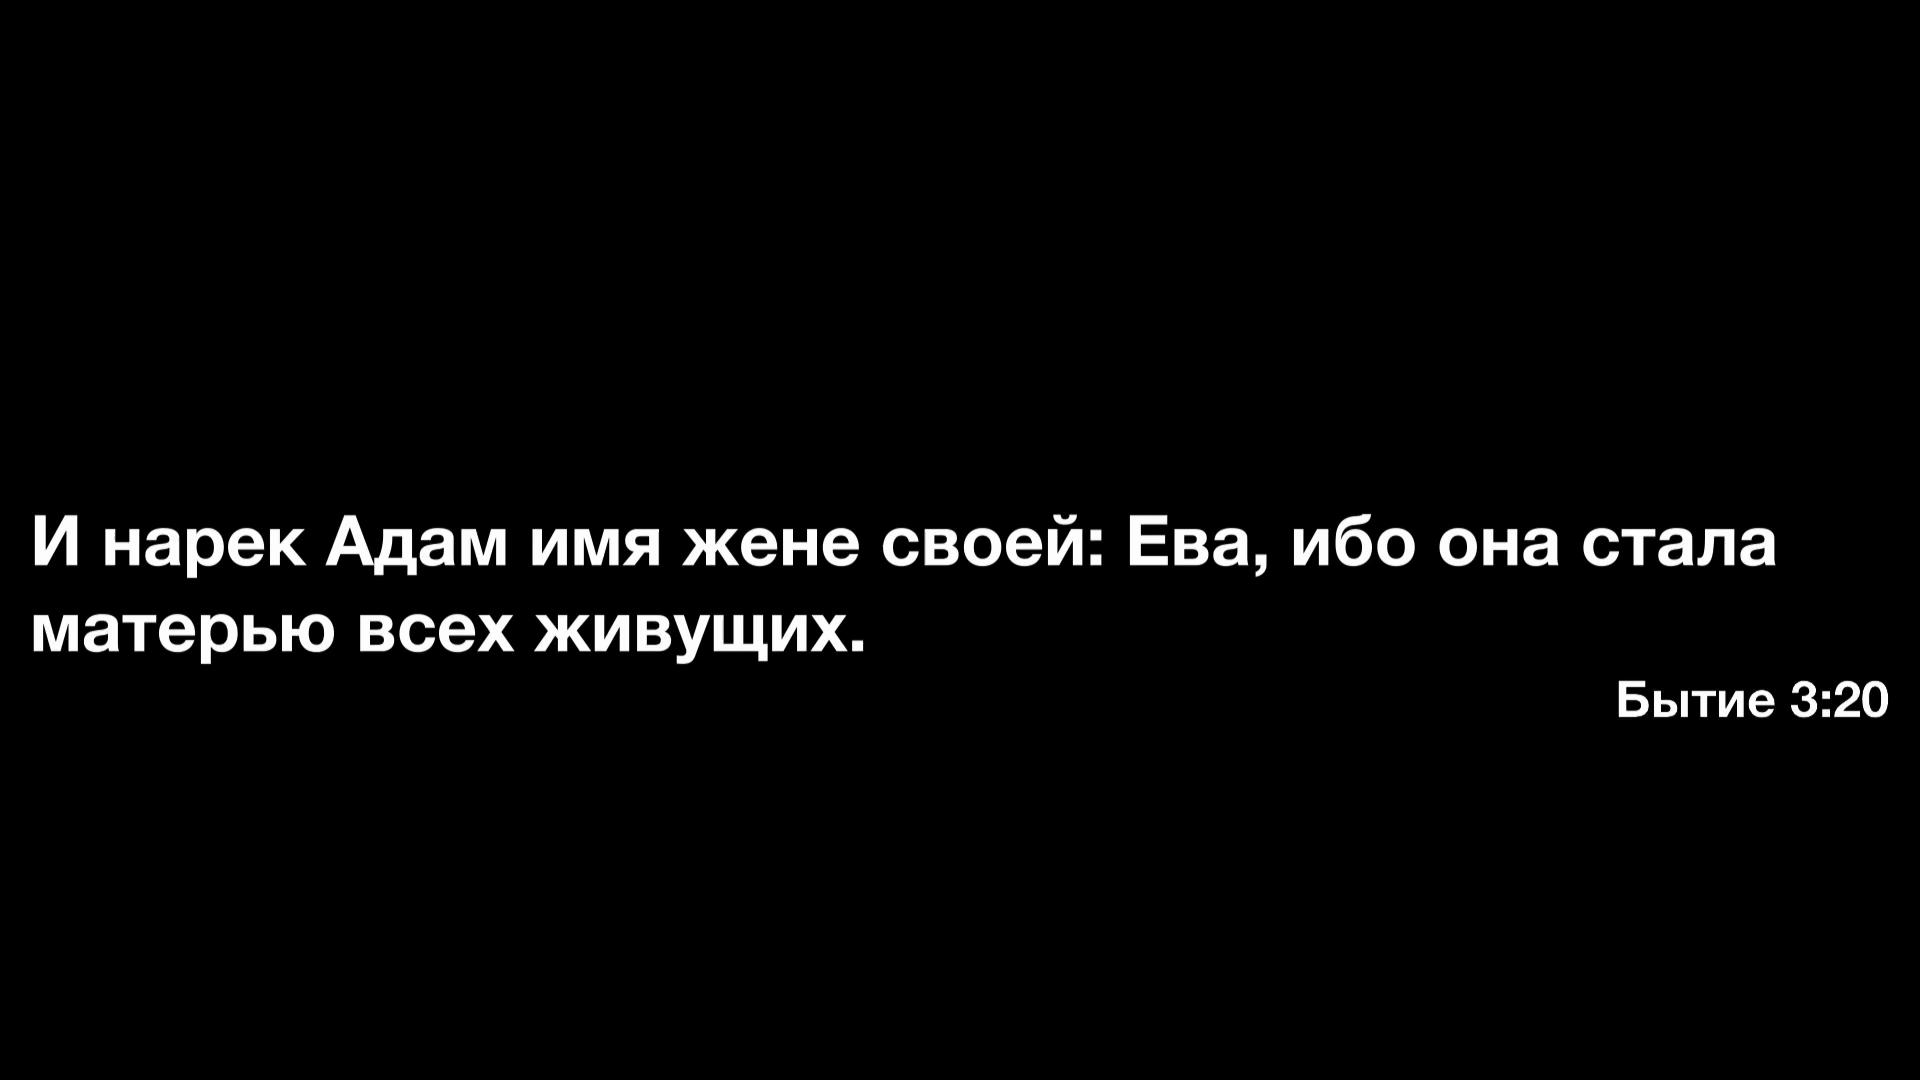 И нарек Адам имя жене своей: Ева, ибо она стала
матерью всех живущих.
Бытие 3:20